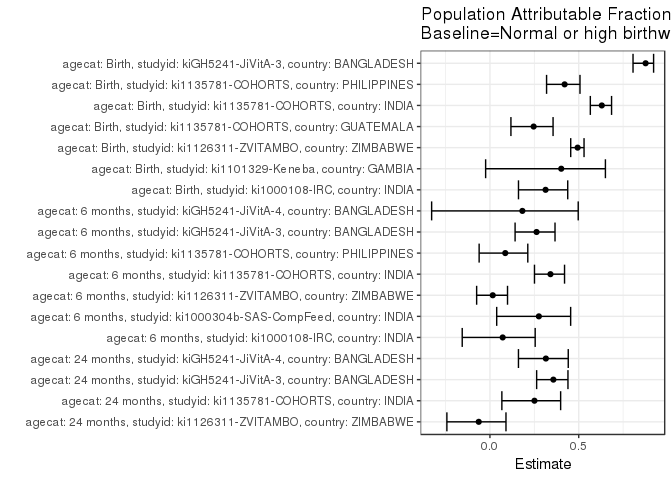 Population Attributable Fraction
Baseline=Normal or high birthw
agecat: Birth, studyid: kiGH5241-JiVitA-3, country: BANGLADESH
agecat: Birth, studyid: ki1135781-COHORTS, country: PHILIPPINES
agecat: Birth, studyid: ki1135781-COHORTS, country: INDIA
agecat: Birth, studyid: ki1135781-COHORTS, country: GUATEMALA
agecat: Birth, studyid: ki1126311-ZVITAMBO, country: ZIMBABWE
agecat: Birth, studyid: ki1101329-Keneba, country: GAMBIA
agecat: Birth, studyid: ki1000108-IRC, country: INDIA
agecat: 6 months, studyid: kiGH5241-JiVitA-4, country: BANGLADESH
agecat: 6 months, studyid: kiGH5241-JiVitA-3, country: BANGLADESH
agecat: 6 months, studyid: ki1135781-COHORTS, country: PHILIPPINES
agecat: 6 months, studyid: ki1135781-COHORTS, country: INDIA
agecat: 6 months, studyid: ki1126311-ZVITAMBO, country: ZIMBABWE
agecat: 6 months, studyid: ki1000304b-SAS-CompFeed, country: INDIA
agecat: 6 months, studyid: ki1000108-IRC, country: INDIA
agecat: 24 months, studyid: kiGH5241-JiVitA-4, country: BANGLADESH
agecat: 24 months, studyid: kiGH5241-JiVitA-3, country: BANGLADESH
agecat: 24 months, studyid: ki1135781-COHORTS, country: INDIA
agecat: 24 months, studyid: ki1126311-ZVITAMBO, country: ZIMBABWE
0.0 0.5
Estimate